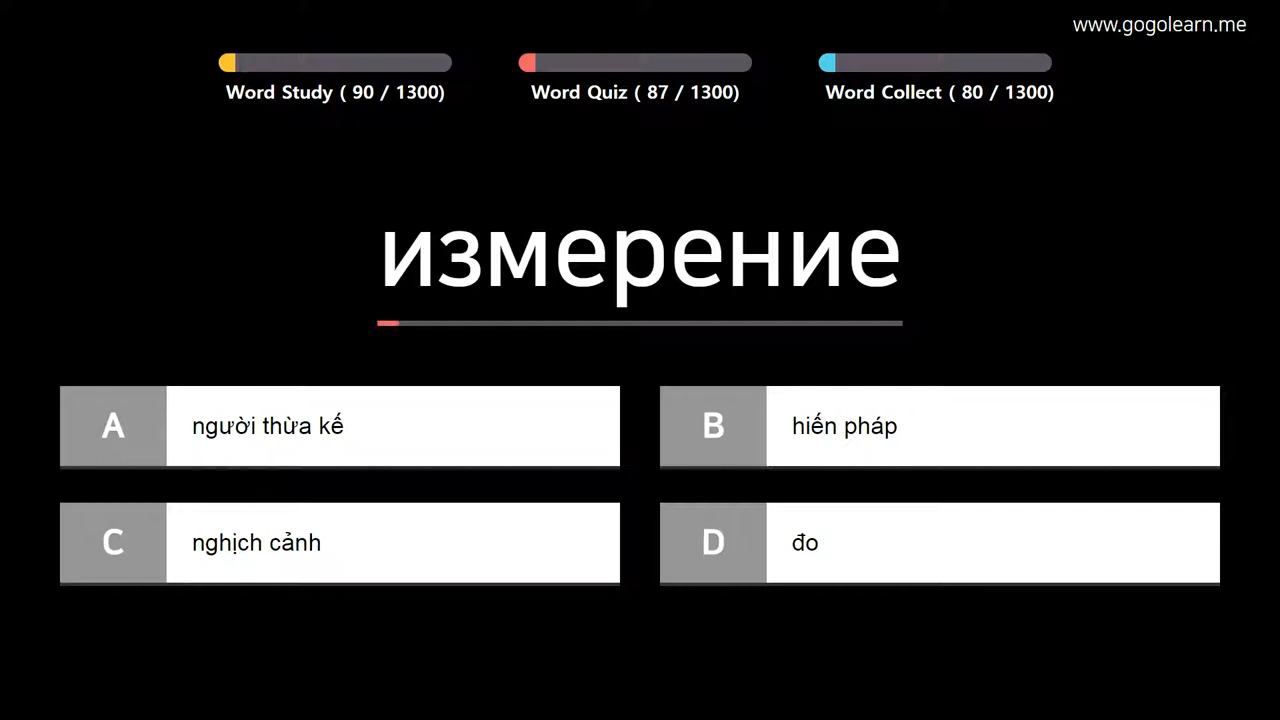 www.gogolearn.me
Word Study ( 90 / 1300)
Word Quiz ( 87 / 1300)
Word Collect ( 80 / 1300)
измерение
A
người thừa kế
B
hiến pháp
C
nghịch cảnh
D
đo